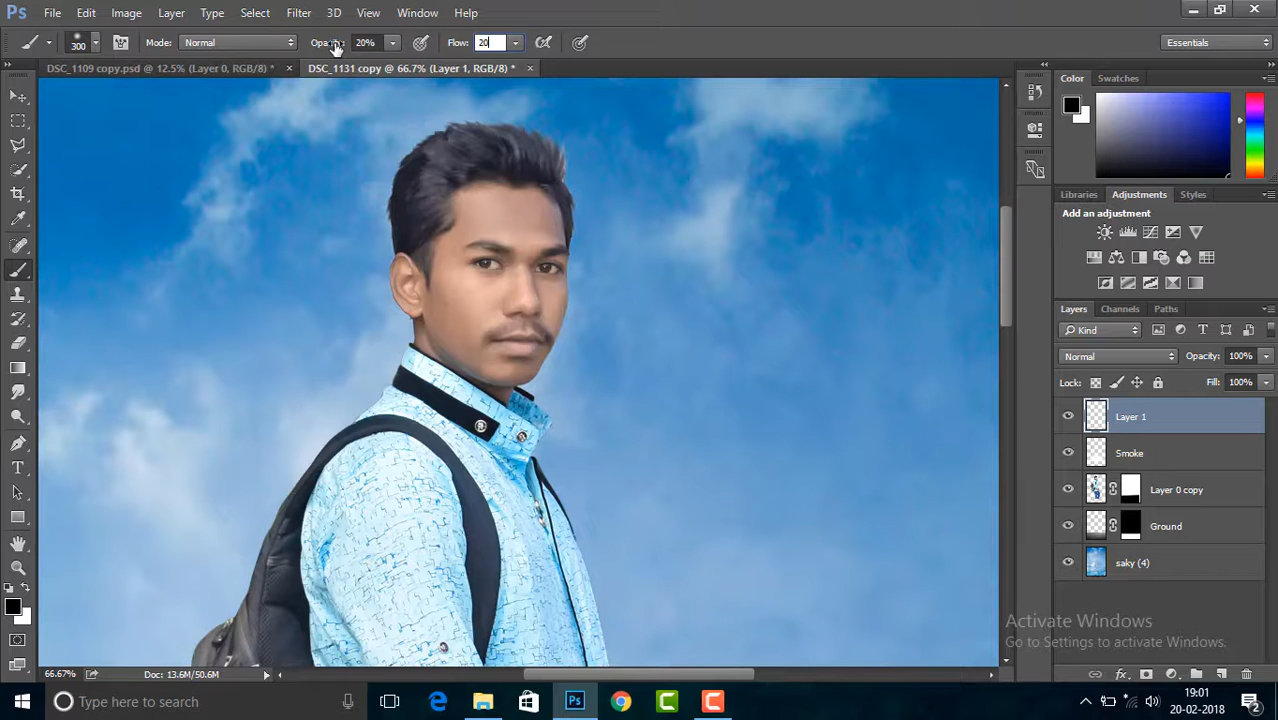 Ps File Edit Image Layer Type Select Filter 3D View Window Help
300 Mode: Normal Opacity: 20% Flow: 20 Essentials
DSC_1109 copy.psd @ 12.5% (Layer 0, RGB/8) * × DSC_1131 copy @ 66.7% (Layer 1, RGB/8) * ×
Color Swatches
Libraries Adjustments Styles
Add an adjustment
Layers Channels Paths
Kind
Normal Opacity: 100%
Lock: Fill: 100%
Layer 1
Smoke
Layer 0 copy
Ground
saky (4)
Activate Windows
Go to Settings to activate Windows.
66.67% Doc: 13.6M/50.6M
Type here to search
19:01
20-02-2018
2